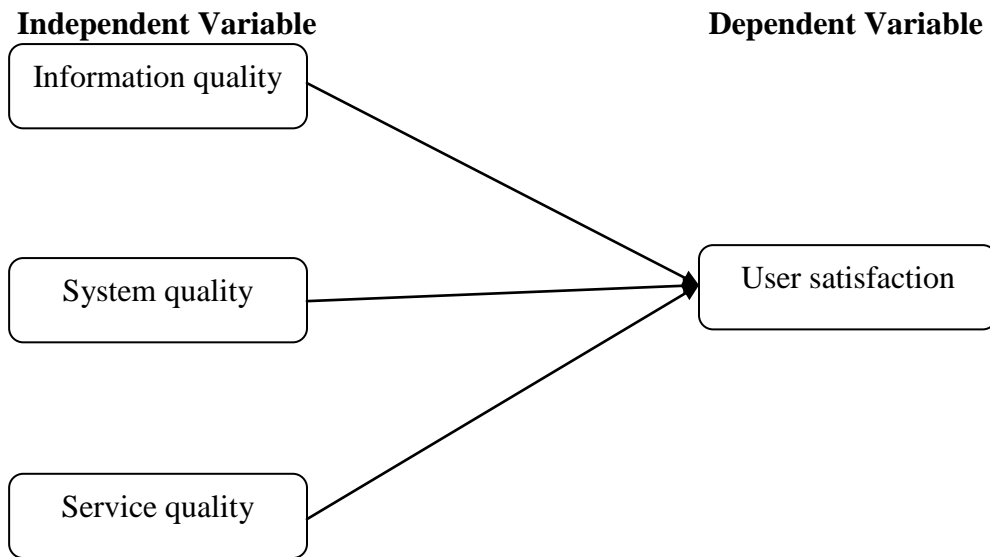 Independent Variable
Dependent Variable
Information quality
System quality
User satisfaction
Service quality